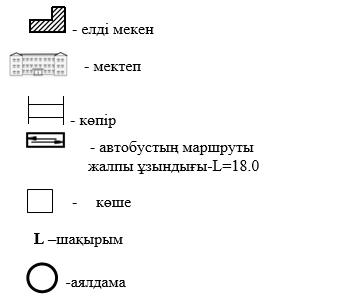 - елді мекен
- мектеп
- көпір
- автобустың маршруты
жалпы ұзындығы-L=18.0
- көше
L –шақырым
-аялдама